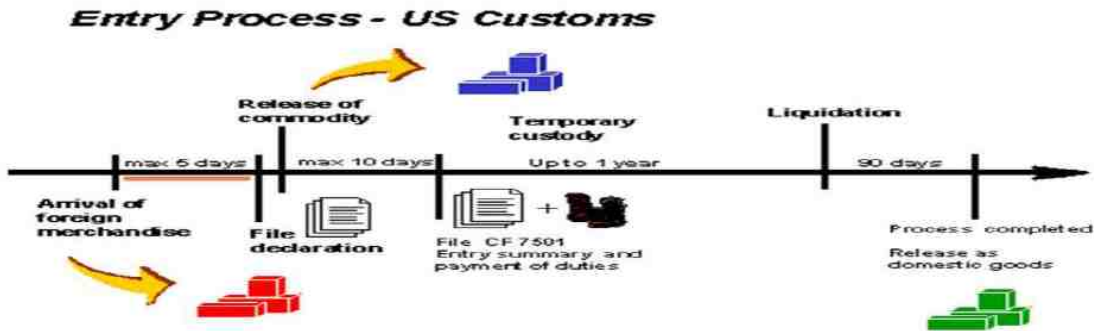 Entry Process - US Customs
Release of
commodity
Temporary
custody
Liquidation
max 5 days
max 10 days
Up to 1 year
90 days
Arrival of
foreign
merchandise
File
declaration
+
File CF 7501
Entry summary and
payment of duties
Process completed
Release as
domestic goods